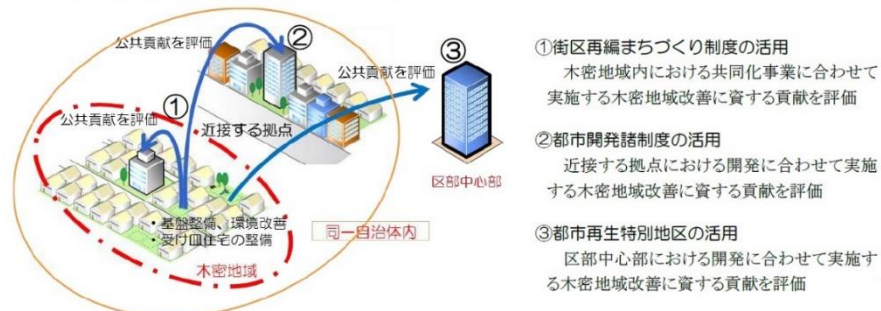 公共貢献を評価
②
③
公共貢献を評価
①
公共貢献を評価
近接する拠点
区部中心部
・基盤整備、環境改善
・受け皿住宅の整備
同一自治体内
木密地域
①街区再編まちづくり制度の活用
木密地域内における共同化事業に合わせて
実施する木密地域改善に資する貢献を評価
②都市開発諸制度の活用
近接する拠点における開発に合わせて実施
する木密地域改善に資する貢献を評価
③都市再生特別地区の活用
区部中心部における開発に合わせて実施す
る木密地域改善に資する貢献を評価